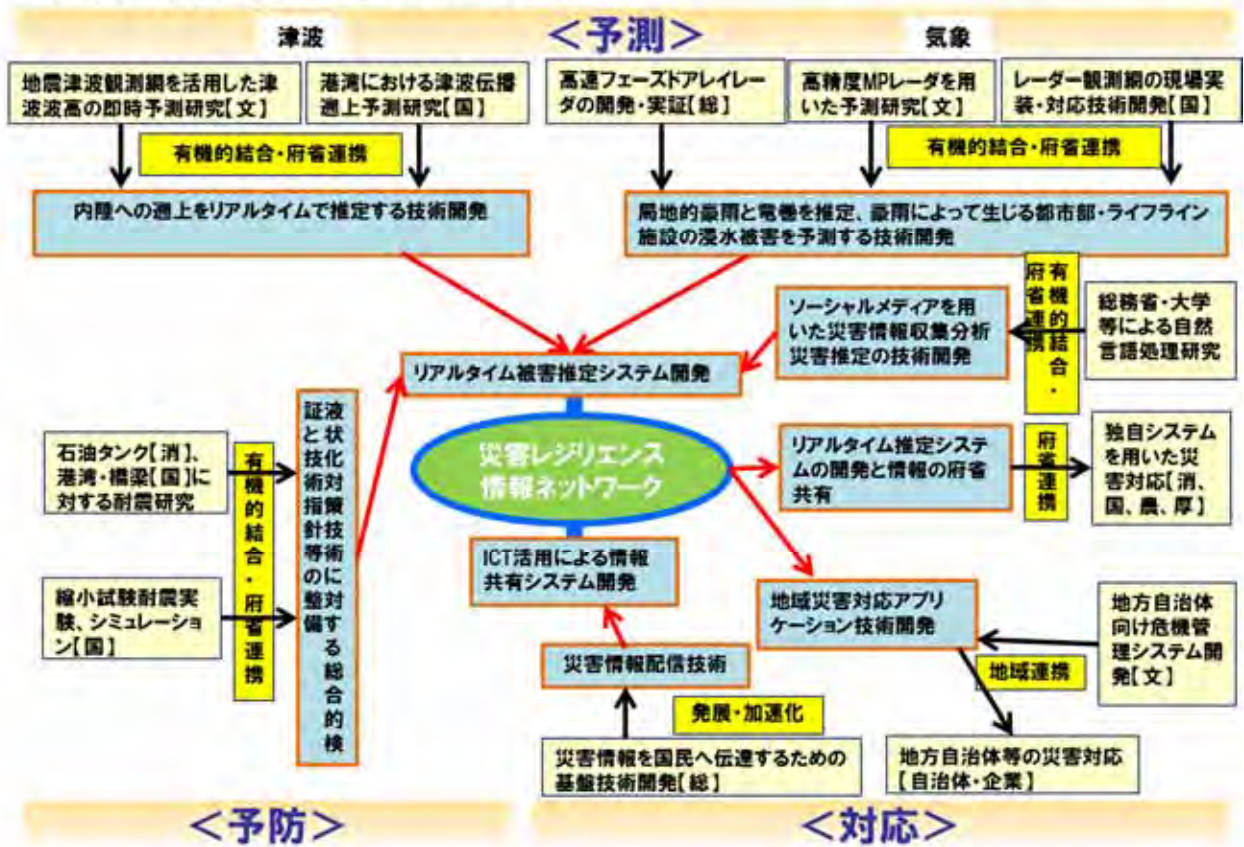 ＜予測＞
津波
気象
地震津波観測網を活用した津
波波高の即時予測研究【文】
港湾における津波伝播
遡上予測研究【国】
高速フェーズドアレイレー
ダの開発・実証【総】
高精度MPレーダを用
いた予測研究【文】
レーダー観測網の現場実
装・対応技術開発【国】
有機的結合・府省連携
有機的結合・府省連携
内陸への遡上をリアルタイムで推定する技術開発
局地的豪雨と竜巻を推定、豪雨によって生じる都市部・ライフライン
施設の浸水被害を予測する技術開発
有機的結合・
府省連携
ソーシャルメディアを用
いた災害情報収集分析
災害推定の技術開発
総務省・大学
等による自然
言語処理研究
リアルタイム被害推定システム開発
災害レジリエンス
情報ネットワーク
リアルタイム推定システ
ムの開発と情報の府省
共有
府省連携
独自システム
を用いた災
害対応【消、
国、農、厚】
石油タンク【消】、
港湾・橋梁【国】に
対する耐震研究
有機的結合・府省連携
液状化対策技術に対する総合的検
証と技術指針等の整備
縮小試験耐震実
験、シミュレーショ
ン【国】
ICT活用による情報
共有システム開発
地域災害対応アプリ
ケーション技術開発
地方自治体
向け危機管
理システム開
発【文】
災害情報配信技術
地域連携
発展・加速化
災害情報を国民へ伝達するための
基盤技術開発【総】
地方自治体等の災害対応
【自治体・企業】
＜予防＞
＜対応＞